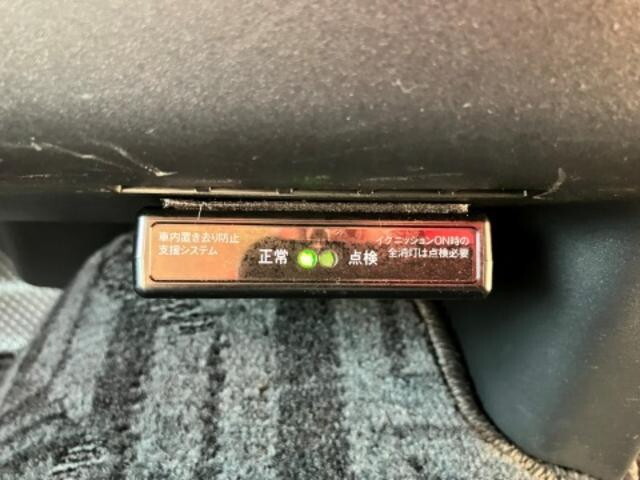 車内置き去り防止
支援システム
正常
点検
イグニッションON時の
全消灯は点検必要